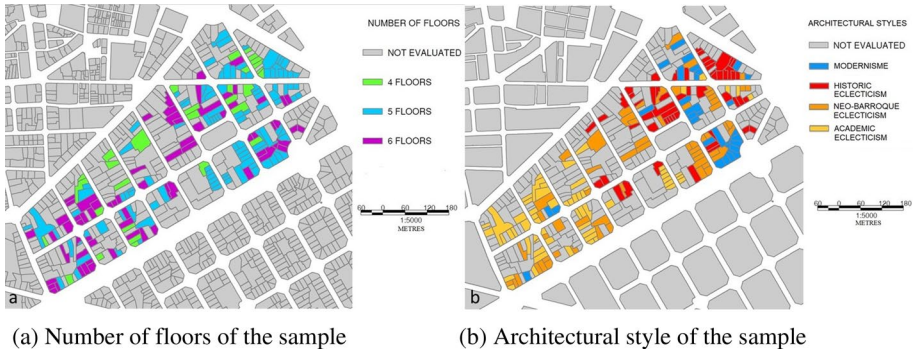 NUMBER OF FLOORS
NOT EVALUATED
4 FLOORS
5 FLOORS
6 FLOORS
60 0 60 120 180
1:5000
METRES
a
ARCHITECTURAL STYLES
NOT EVALUATED
MODERNISME
HISTORIC
ECLECTICISM
NEO-BARROQUE
ECLECTICISM
ACADEMIC
ECLECTICISM
60 0 60 120 180
1:5000
METRES
b
(a) Number of floors of the sample
(b) Architectural style of the sample